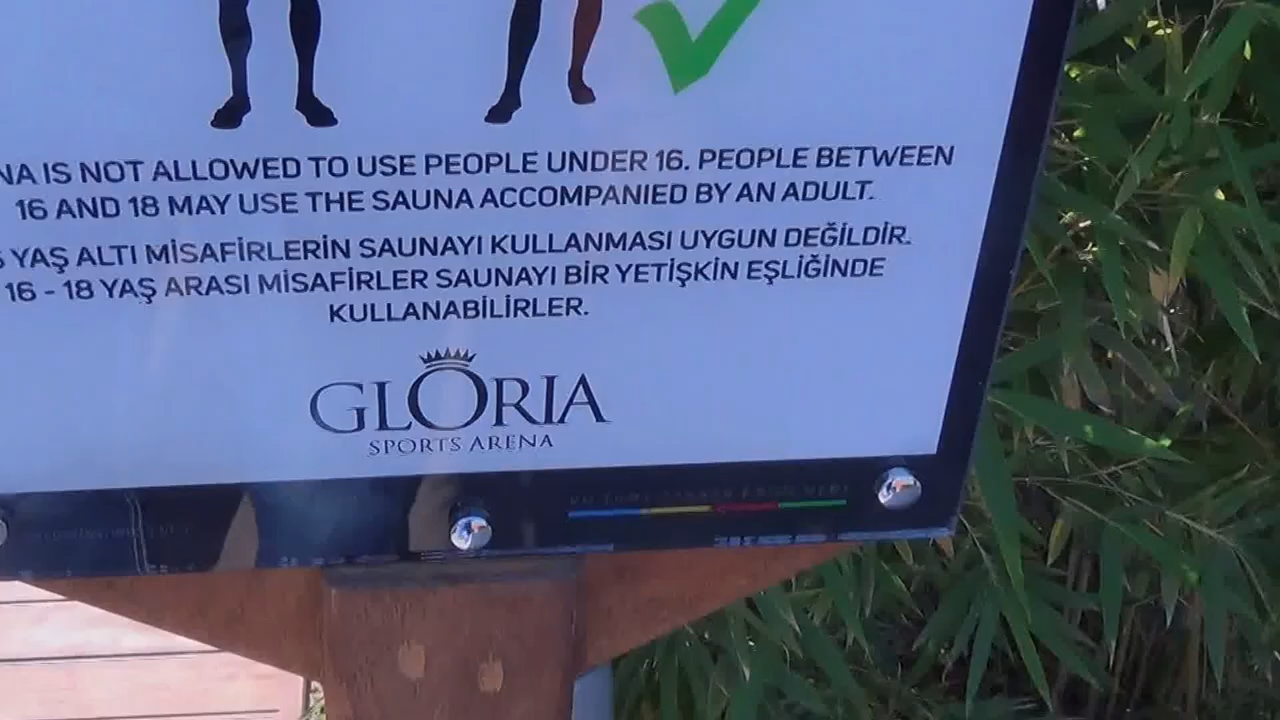 IS NOT ALLOWED TO USE PEOPLE UNDER 16. PEOPLE BETWEEN
16 AND 18 MAY USE THE SAUNA ACCOMPANIED BY AN ADULT.
YAŞ ALTI MİSAFİRLERİN SAUNAYI KULLANMASI UYGUN DEĞİLDİR.
16 - 18 YAŞ ARASI MİSAFİRLER SAUNAYI BİR YETİŞKİN EŞLİĞİNDE
KULLANABİLİRLER.
GLORIA
SPORTS ARENA